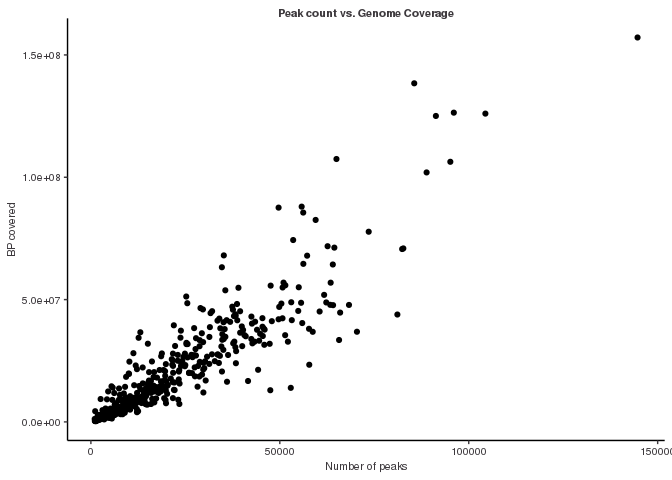 Peak count vs. Genome Coverage
1.5e+08
1.0e+08
5.0e+07
0.0e+00
BP covered
0 50000 100000 150000
Number of peaks